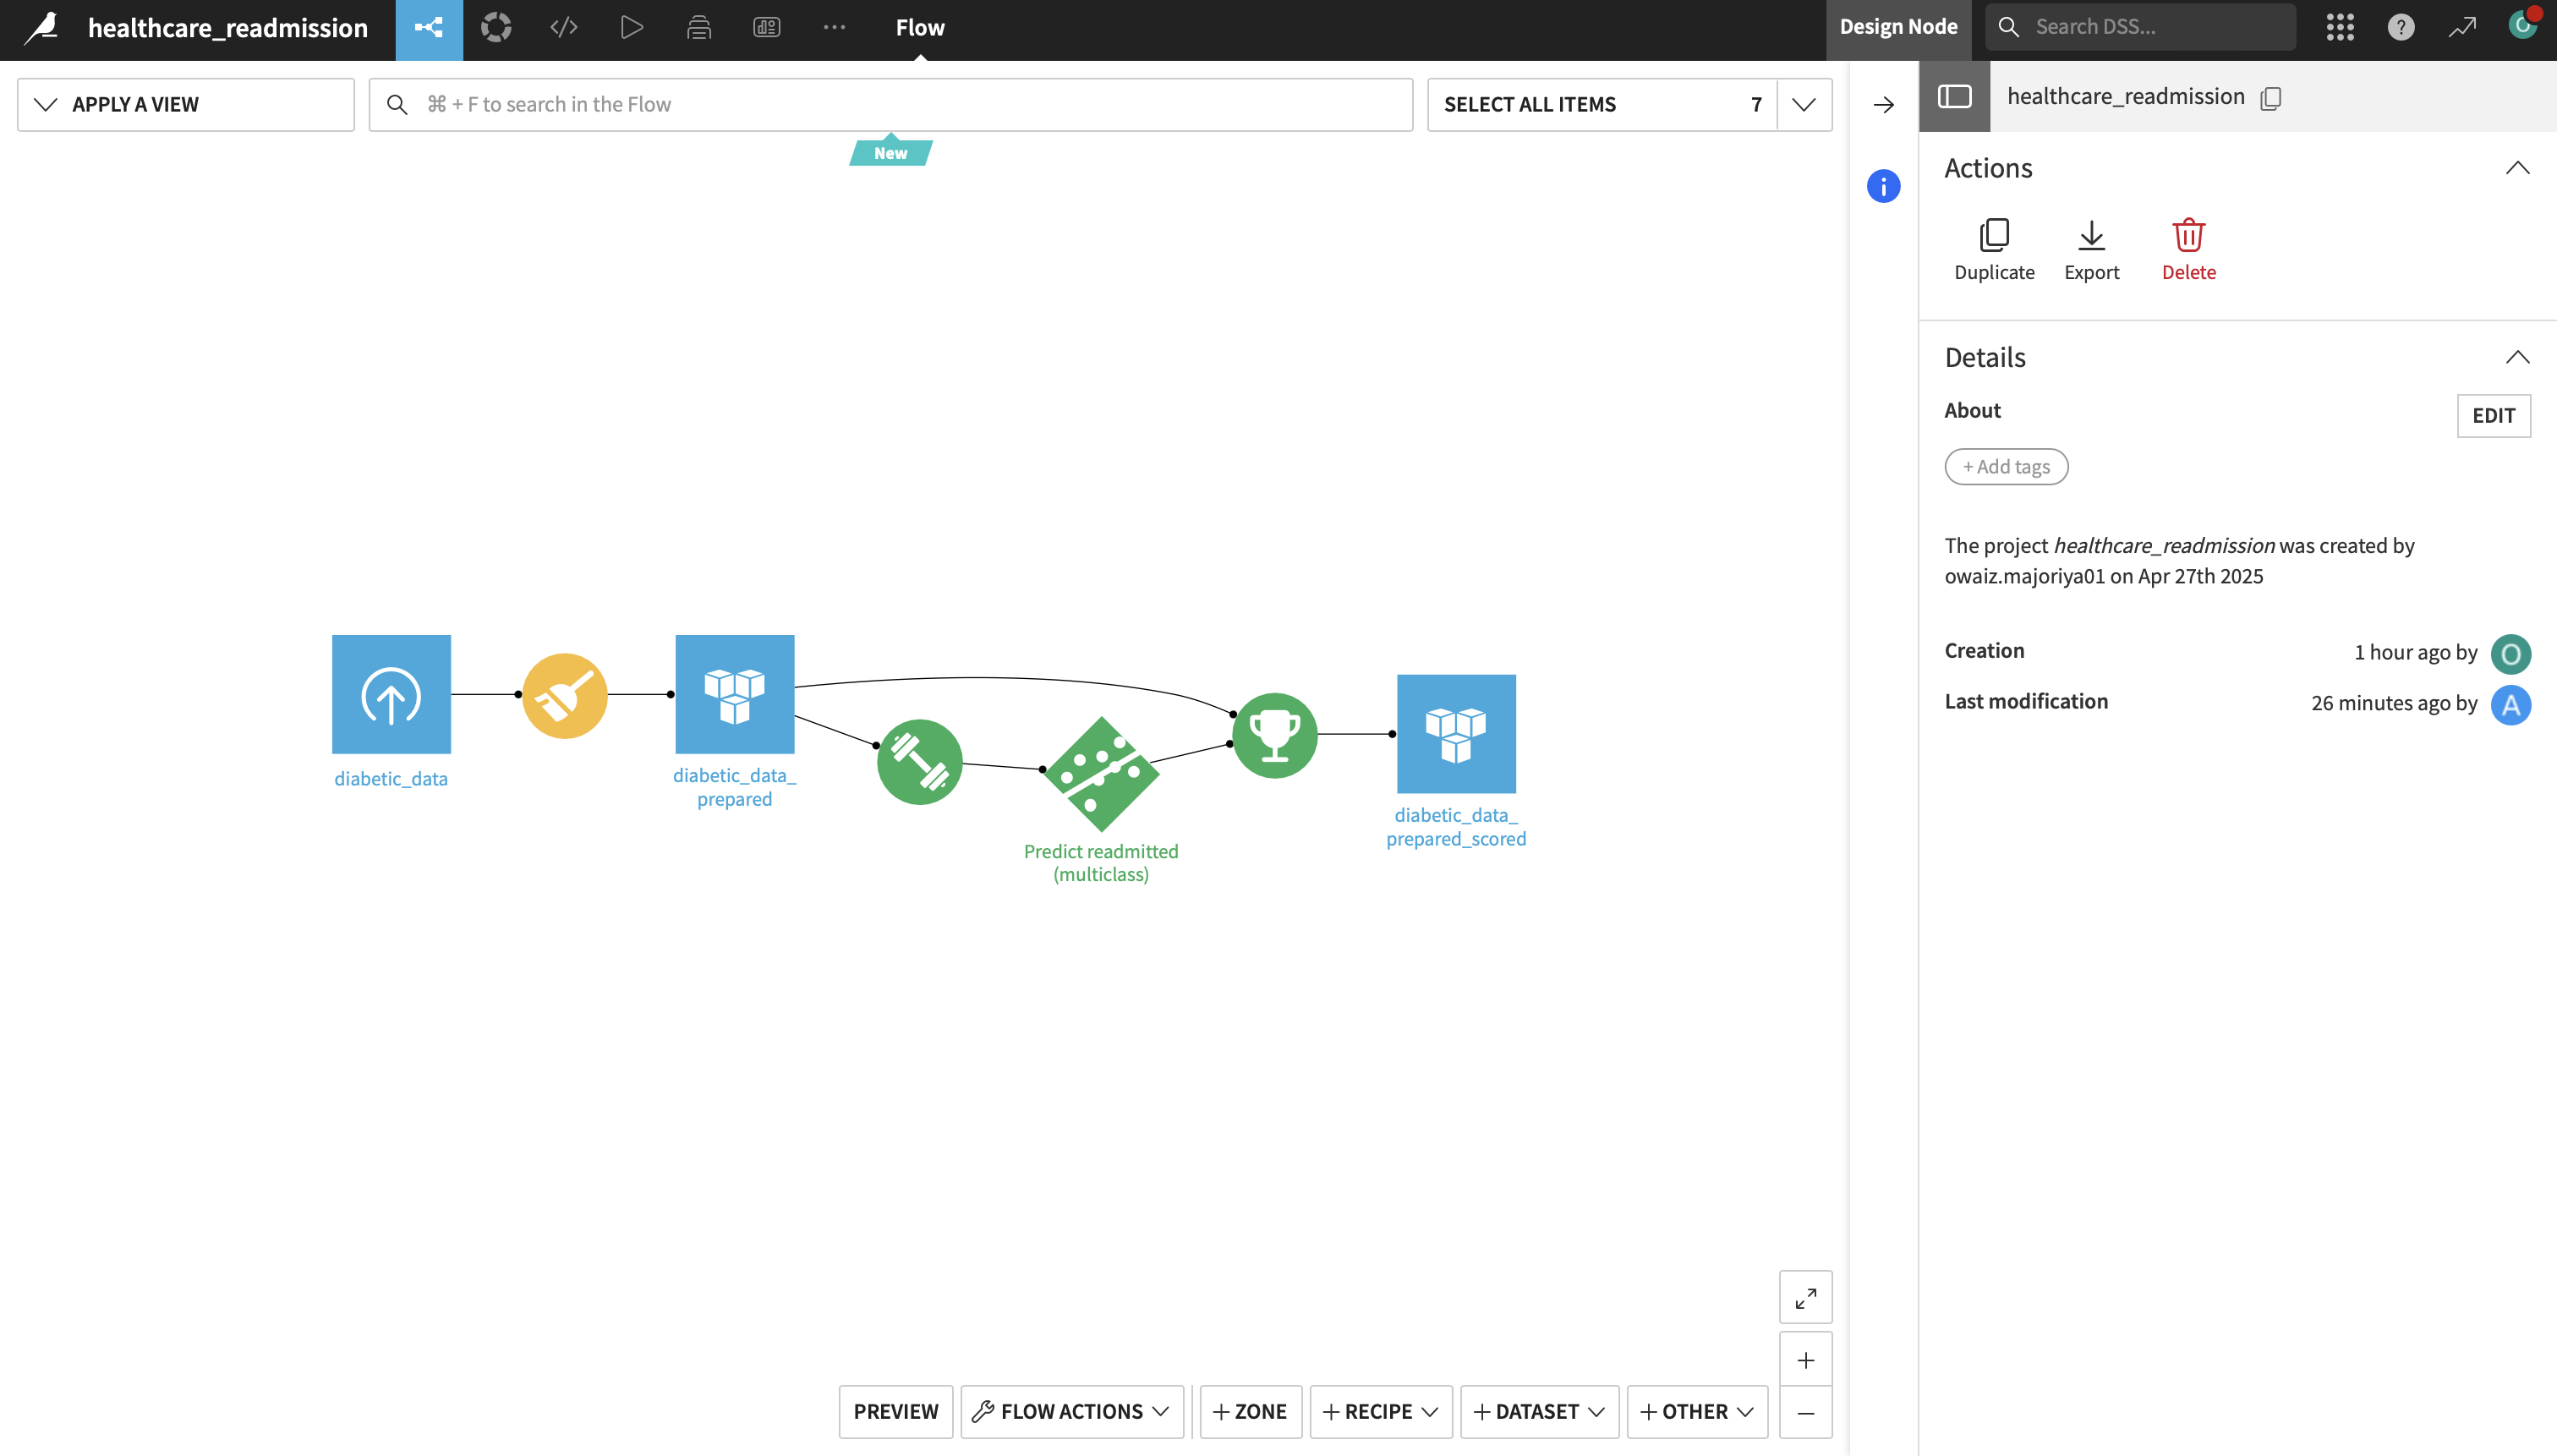 healthcare_readmission
Flow
Design Node
Search DSS...
?
O
APPLY A VIEW
⌘ + F to search in the Flow
SELECT ALL ITEMS 7
New
healthcare_readmission
i
Actions
Duplicate
Export
Delete
Details
About
EDIT
+ Add tags
The project healthcare_readmission was created by
owaiz.majoriya01 on Apr 27th 2025
Creation
1 hour ago by O
Last modification
26 minutes ago by A
diabetic_data
diabetic_data_
prepared
Predict readmitted
(multiclass)
diabetic_data_
prepared_scored
PREVIEW
FLOW ACTIONS
+ ZONE
+ RECIPE
+ DATASET
+ OTHER